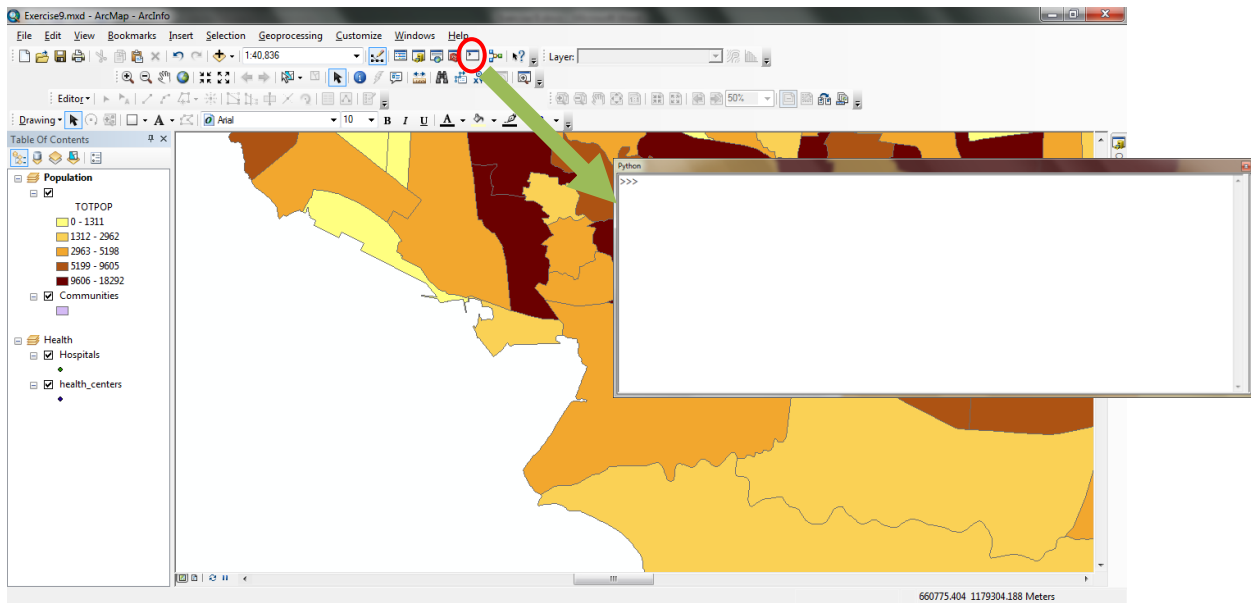 Exercise9.mxd - ArcMap - ArcInfo
File Edit View Bookmarks Insert Selection Geoprocessing Customize Windows Help
1:40,836 Layer:
Editor 50%
Drawing A Arial 10 B I U A
Table Of Contents
Population
TOTPOP
0 - 1311
1312 - 2962
2963 - 5198
5199 - 9605
9606 - 18292
Communities
Health
Hospitals
health_centers
Python
>>>
660775.404 1179304.188 Meters